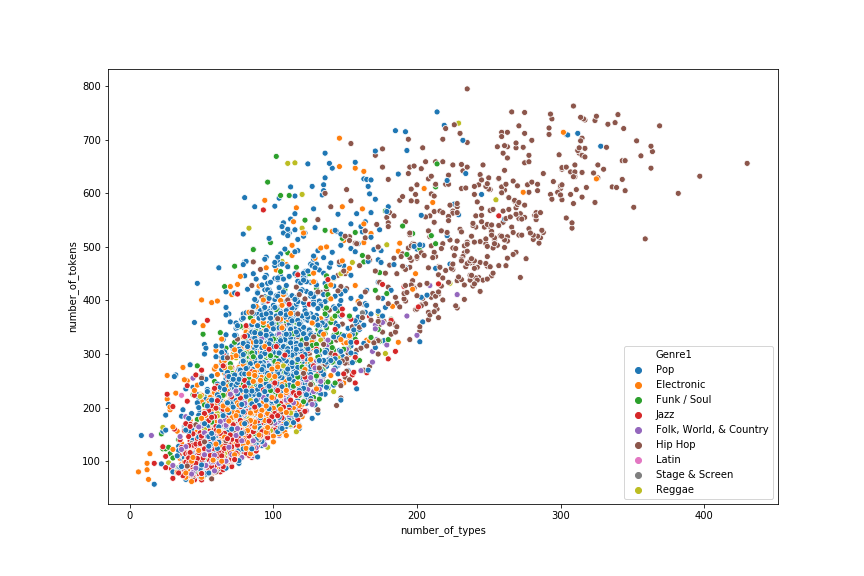 800
700
600
500
400
300
200
100
number_of_tokens
0
100
200
300
400
number_of_types
Genre1
Pop
Electronic
Funk / Soul
Jazz
Folk, World, & Country
Hip Hop
Latin
Stage & Screen
Reggae